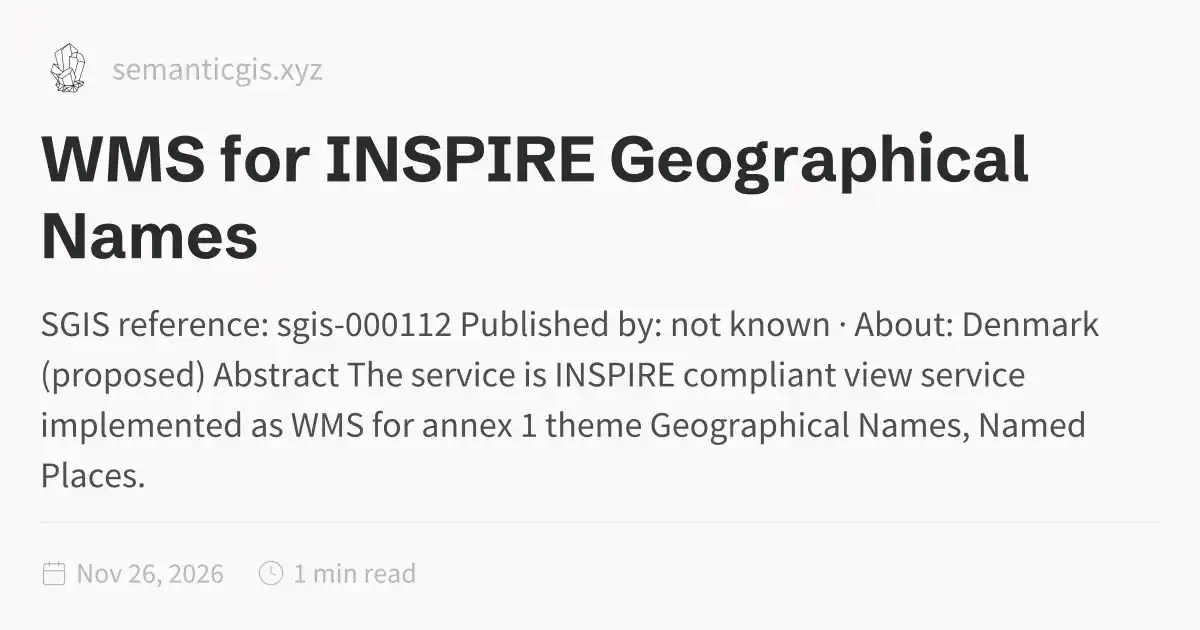 semanticgis.xyz
WMS for INSPIRE Geographical
Names
SGIS reference: sgis-000112 Published by: not known · About: Denmark
(proposed) Abstract The service is INSPIRE compliant view service
implemented as WMS for annex 1 theme Geographical Names, Named
Places.
Nov 26, 2026 1 min read